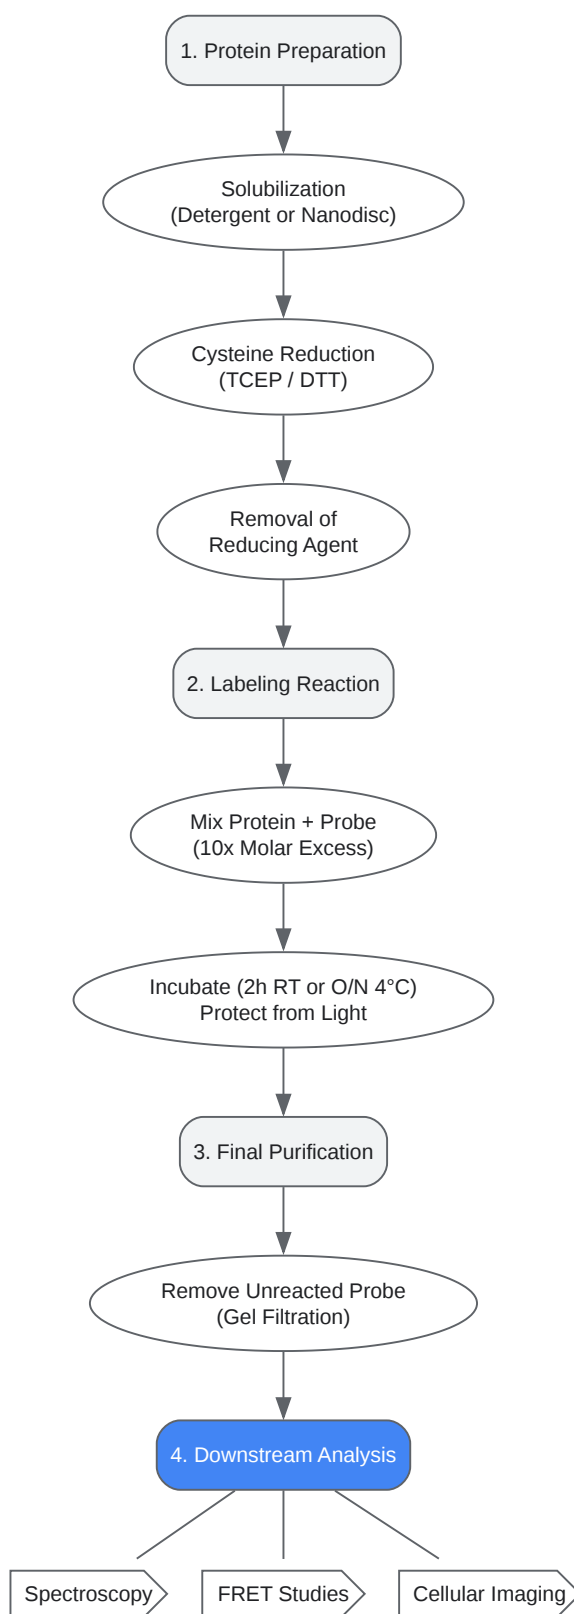 1. Protein Preparation
Solubilization
(Detergent or Nanodisc)
Cysteine Reduction
(TCEP / DTT)
Removal of
Reducing Agent
2. Labeling Reaction
Mix Protein + Probe
(10x Molar Excess)
Incubate (2h RT or O/N 4°C)
Protect from Light
3. Final Purification
Remove Unreacted Probe
(Gel Filtration)
4. Downstream Analysis
Spectroscopy
FRET Studies
Cellular Imaging